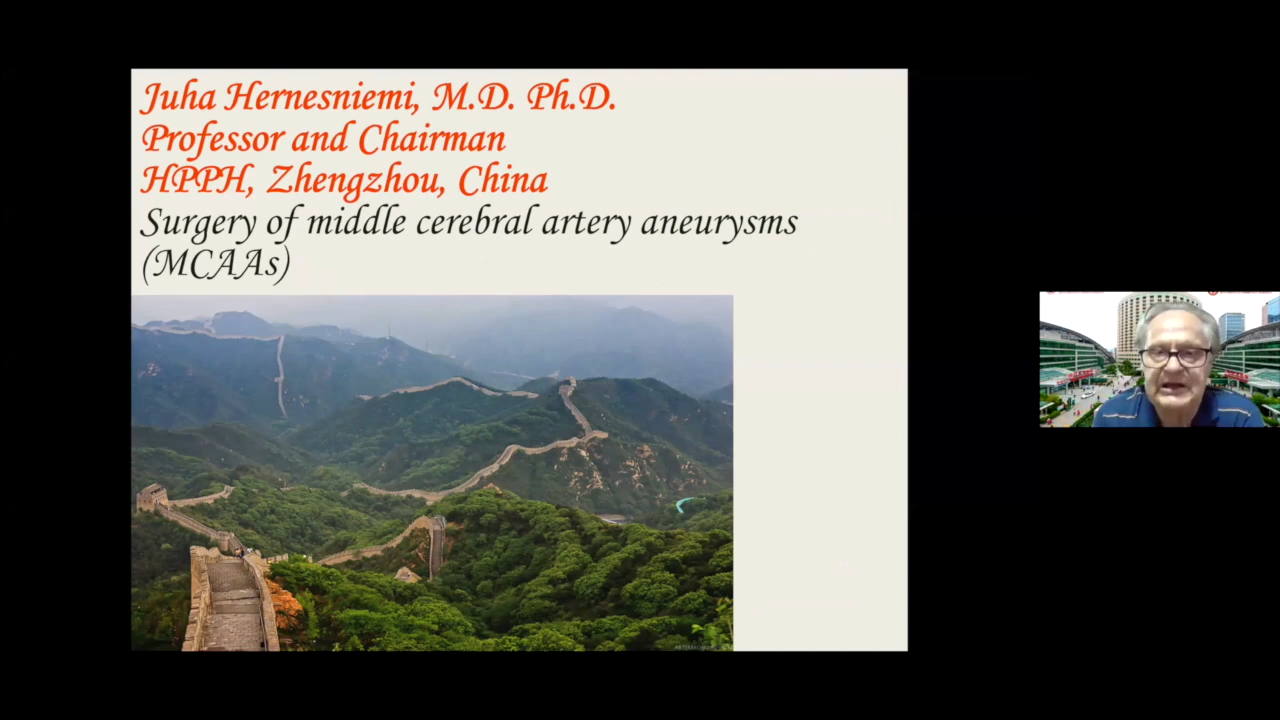 Juha Hernesniemi, M.D. Ph.D.
Professor and Chairman
HPPH, Zhengzhou, China
Surgery of middle cerebral artery aneurysms
(MCAAs)